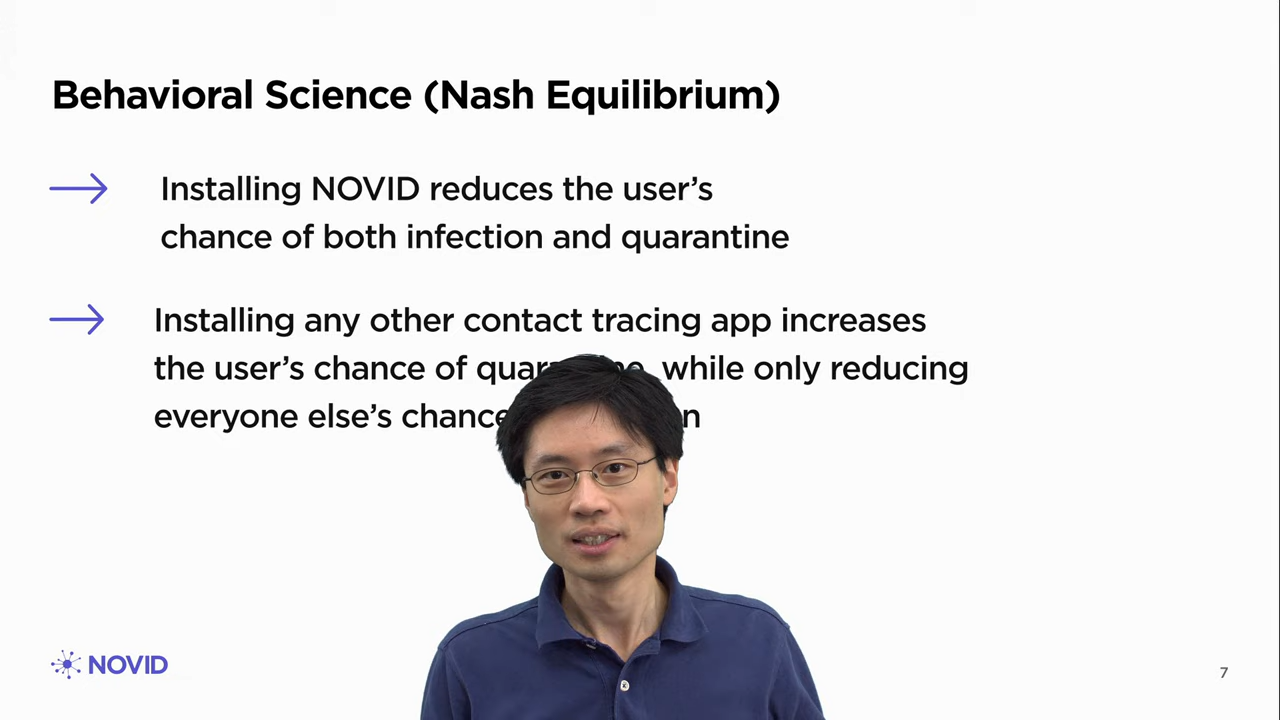 Behavioral Science (Nash Equilibrium)
Installing NOVID reduces the user's
chance of both infection and quarantine
Installing any other contact tracing app increases
the user's chance of while only reducing
everyone else's chance
NOVID
7